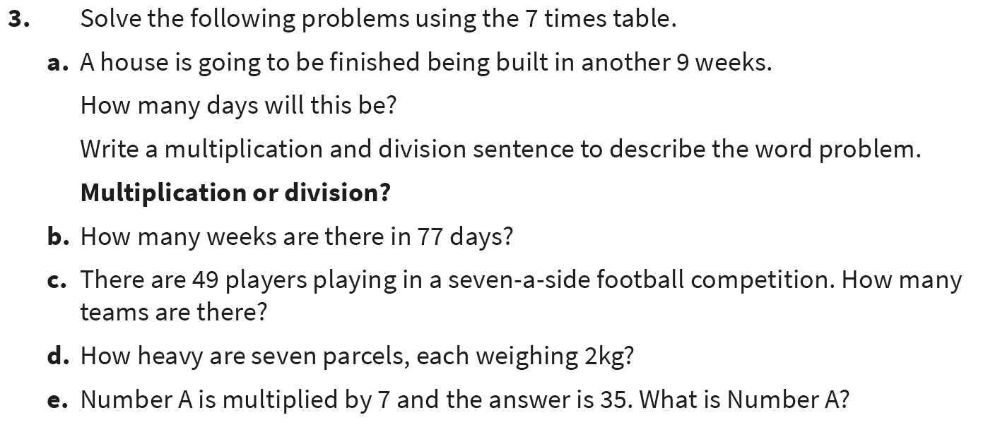 3. Solve the following problems using the 7 times table.
a. A house is going to be finished being built in another 9 weeks.
How many days will this be?
Write a multiplication and division sentence to describe the word problem.
Multiplication or division?
b. How many weeks are there in 77 days?
c. There are 49 players playing in a seven-a-side football competition. How many
teams are there?
d. How heavy are seven parcels, each weighing 2kg?
e. Number A is multiplied by 7 and the answer is 35. What is Number A?